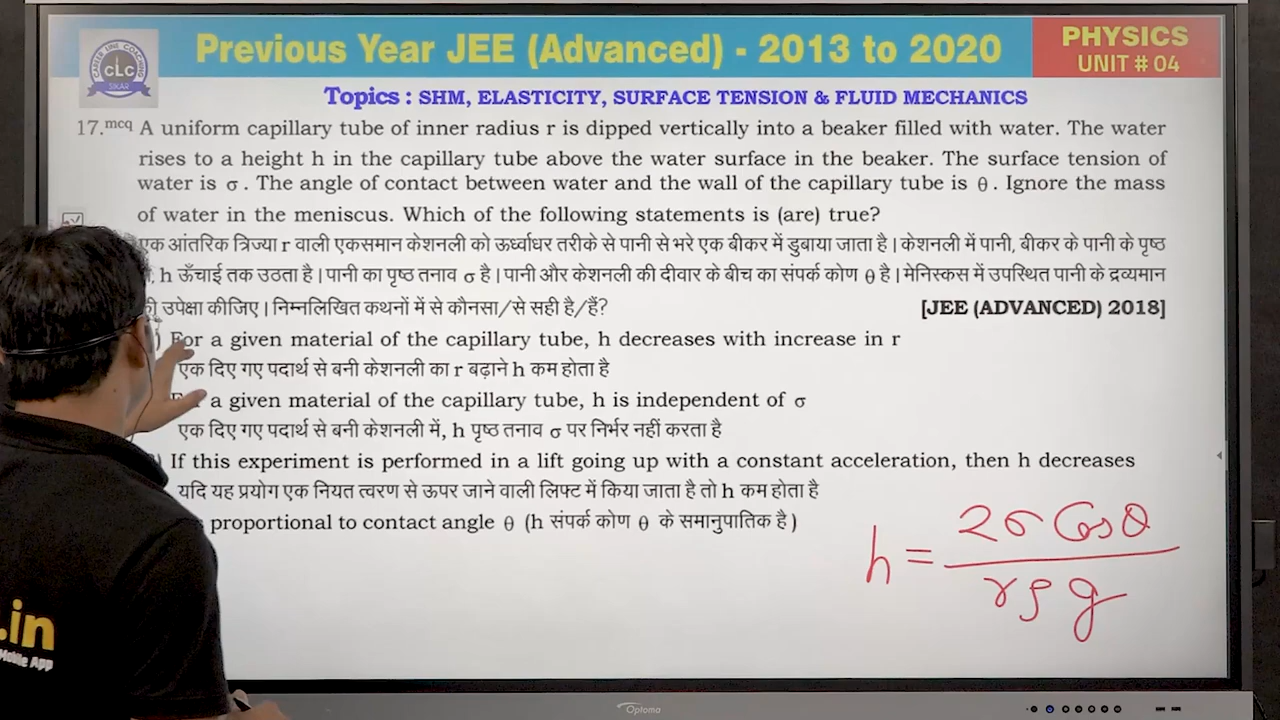 Previous Year JEE (Advanced) - 2013 to 2020
PHYSICS
UNIT # 04
CLC
SIKAR
Topics : SHM, ELASTICITY, SURFACE TENSION & FLUID MECHANICS
17.mcq A uniform capillary tube of inner radius r is dipped vertically into a beaker filled with water. The water
rises to a height h in the capillary tube above the water surface in the beaker. The surface tension of
water is σ. The angle of contact between water and the wall of the capillary tube is θ. Ignore the mass
of water in the meniscus. Which of the following statements is (are) true?
एक आंतरिक त्रिज्या r वाली एकसमान केशनली को ऊर्ध्वाधर तरीके से पानी से भरे एक बीकर में डुबाया जाता है। केशनली में पानी, बीकर के पानी के पृष्ठ
h ऊँचाई तक उठता है। पानी का पृष्ठ तनाव σ है। पानी और केशनली की दीवार के बीच का संपर्क कोण θ है। मेनिस्कस में उपस्थित पानी के द्रव्यमान
उपेक्षा कीजिए। निम्नलिखित कथनों में से कौनसा/से सही है/हैं?
[JEE (ADVANCED) 2018]
) For a given material of the capillary tube, h decreases with increase in r
एक दिए गए पदार्थ से बनी केशनली का r बढ़ाने h कम होता है
a given material of the capillary tube, h is independent of σ
एक दिए गए पदार्थ से बनी केशनली में, h पृष्ठ तनाव σ पर निर्भर नहीं करता है
) If this experiment is performed in a lift going up with a constant acceleration, then h decreases
यदि यह प्रयोग एक नियत त्वरण से ऊपर जाने वाली लिफ्ट में किया जाता है तो h कम होता है
proportional to contact angle θ (h संपर्क कोण θ के समानुपातिक है)
h = 2σ Cosθ / rρg
.in
Mobile App
Optoma